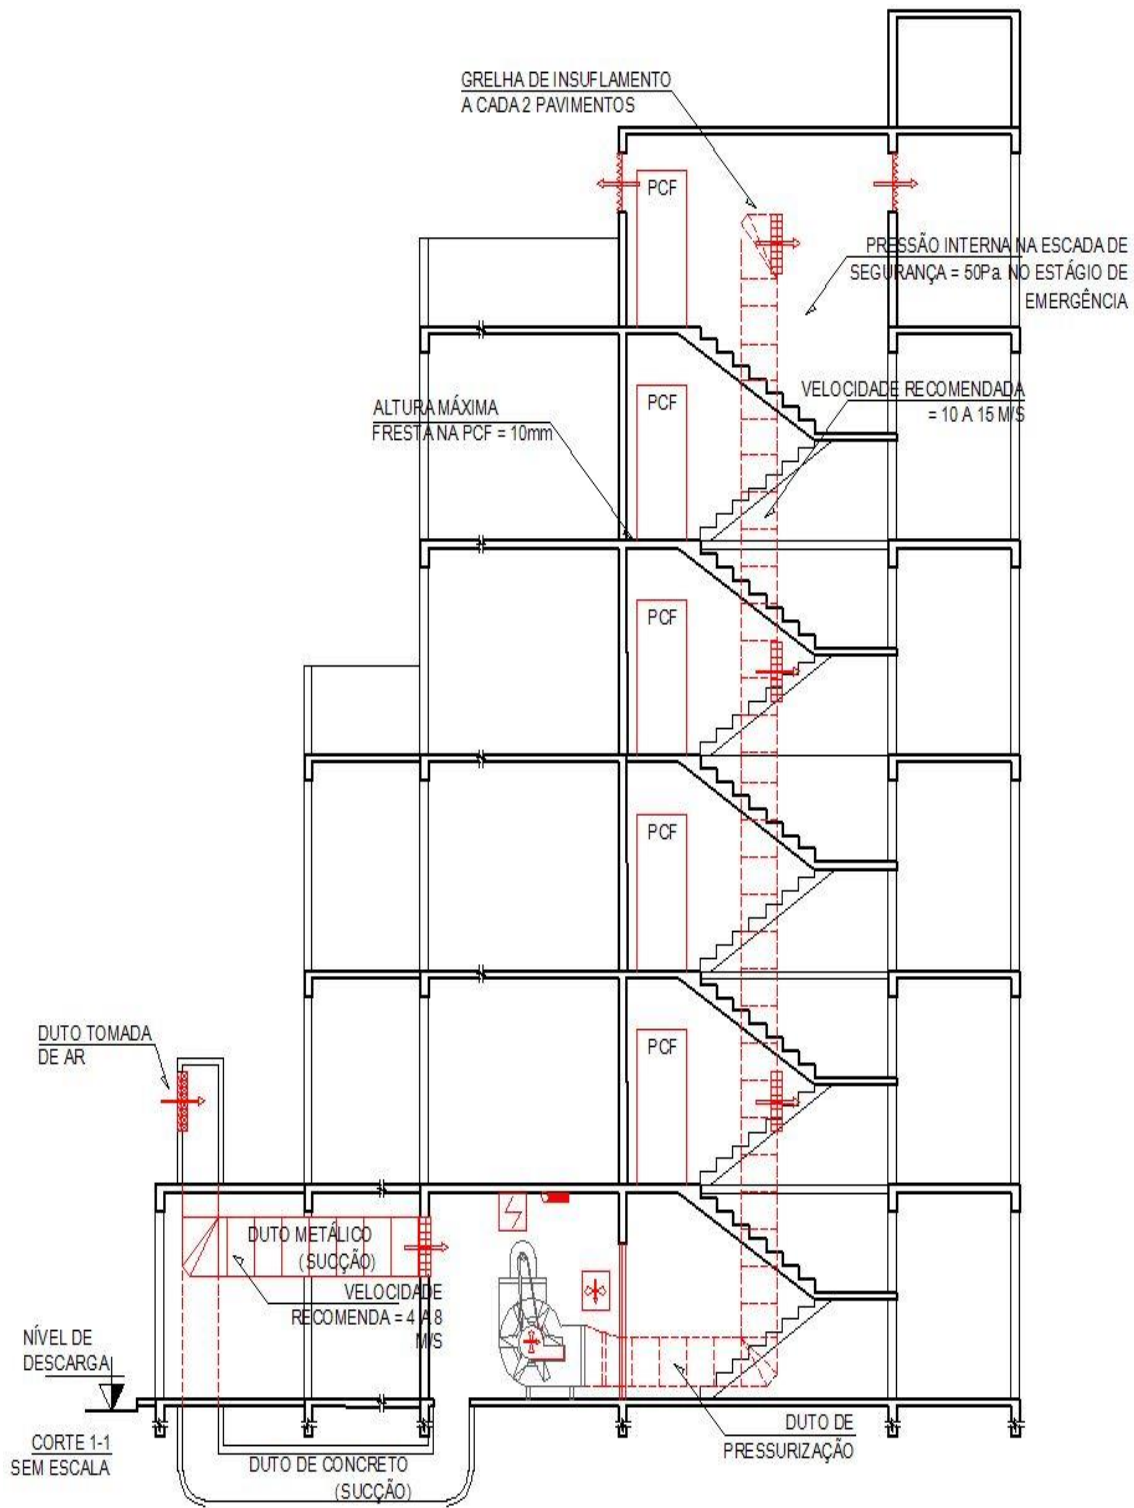 GRELHA DE INSUFLAMENTO
A CADA 2 PAVIMENTOS
PCF
PRESSÃO INTERNA NA ESCADA DE
SEGURANÇA = 50Pa NO ESTÁGIO DE
EMERGÊNCIA
VELOCIDADE RECOMENDADA
= 10 A 15 M/S
PCF
ALTURA MÁXIMA
FRESTA NA PCF = 10mm
PCF
PCF
DUTO TOMADA
DE AR
PCF
DUTO METÁLICO
(SUCÇÃO)
VELOCIDADE
RECOMENDA = 4 A 8
M/S
NÍVEL DE
DESCARGA
CORTE 1-1
SEM ESCALA
DUTO DE CONCRETO
(SUCÇÃO)
DUTO DE
PRESSURIZAÇÃO